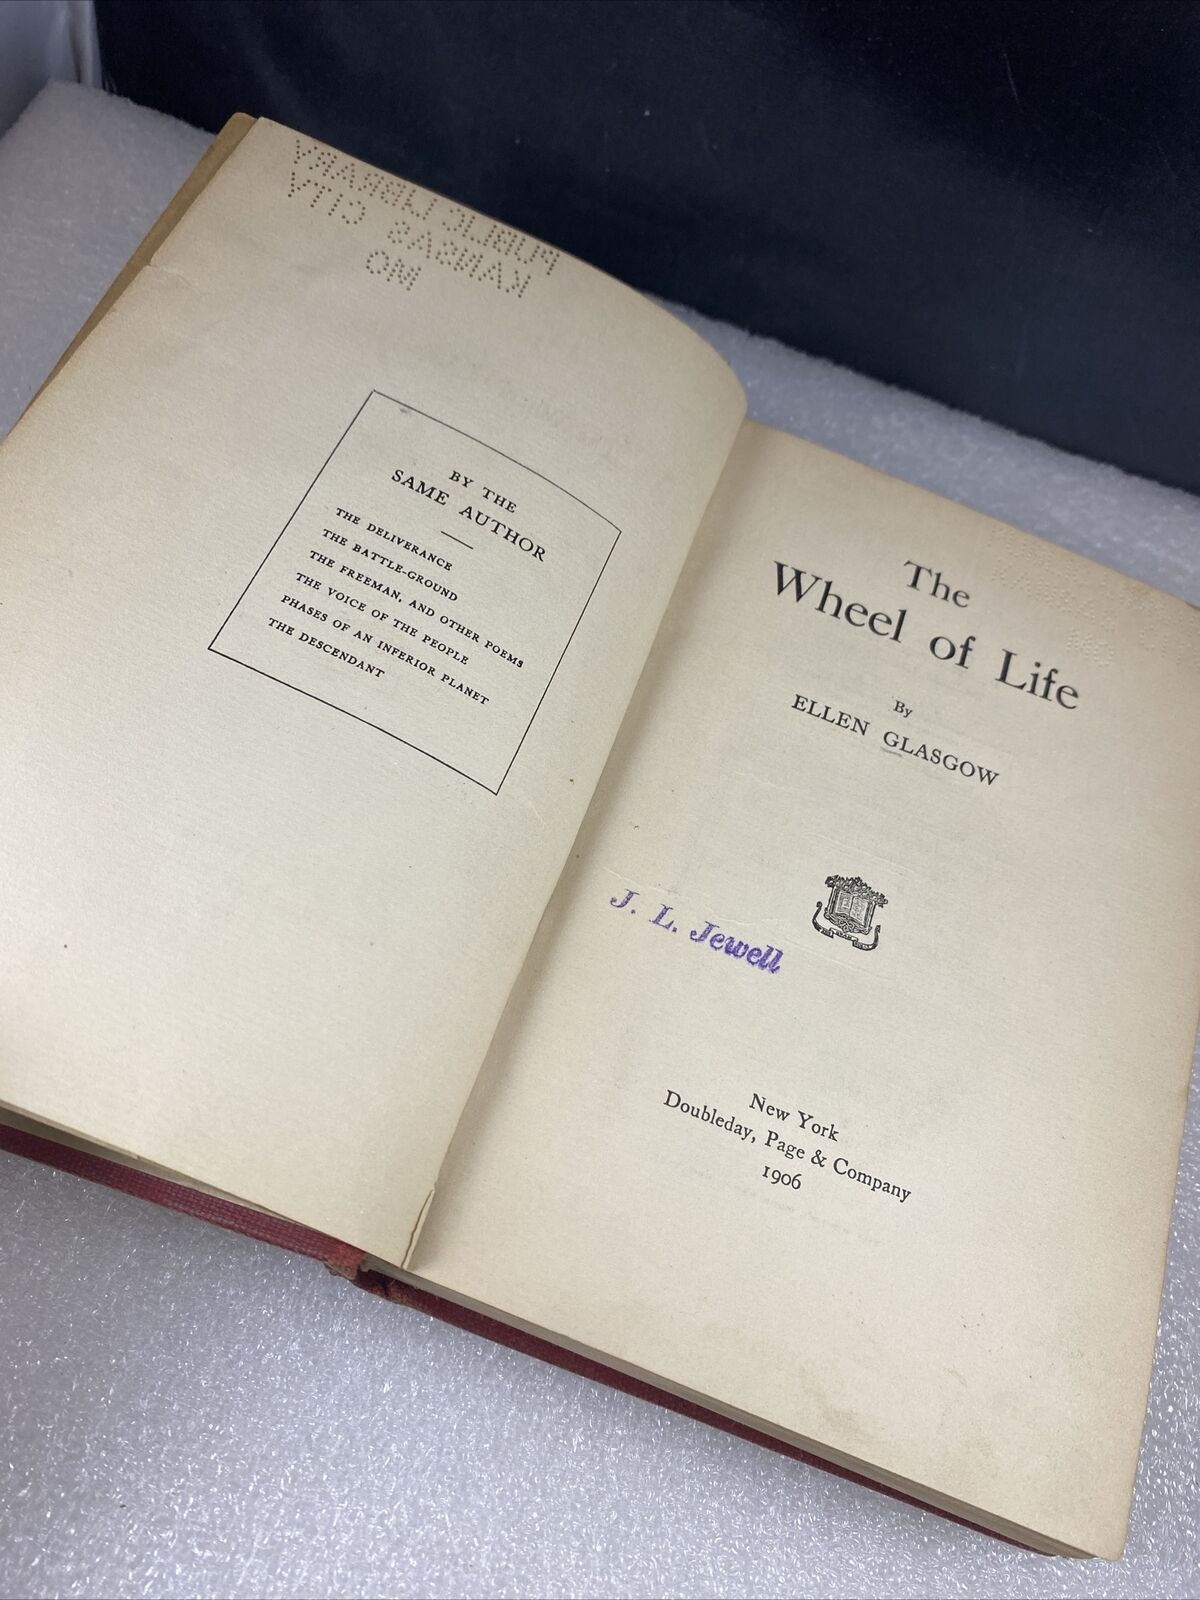 PUBLIC LIBRARY
KANSAS CITY
MO
BY THE
SAME AUTHOR
THE DELIVERANCE
THE BATTLE-GROUND
THE FREEMAN, AND OTHER POEMS
THE VOICE OF THE PEOPLE
PHASES OF AN INFERIOR PLANET
THE DESCENDANT
The
Wheel of Life
By
ELLEN GLASGOW
J. L. Jewell
New York
Doubleday, Page & Company
1906